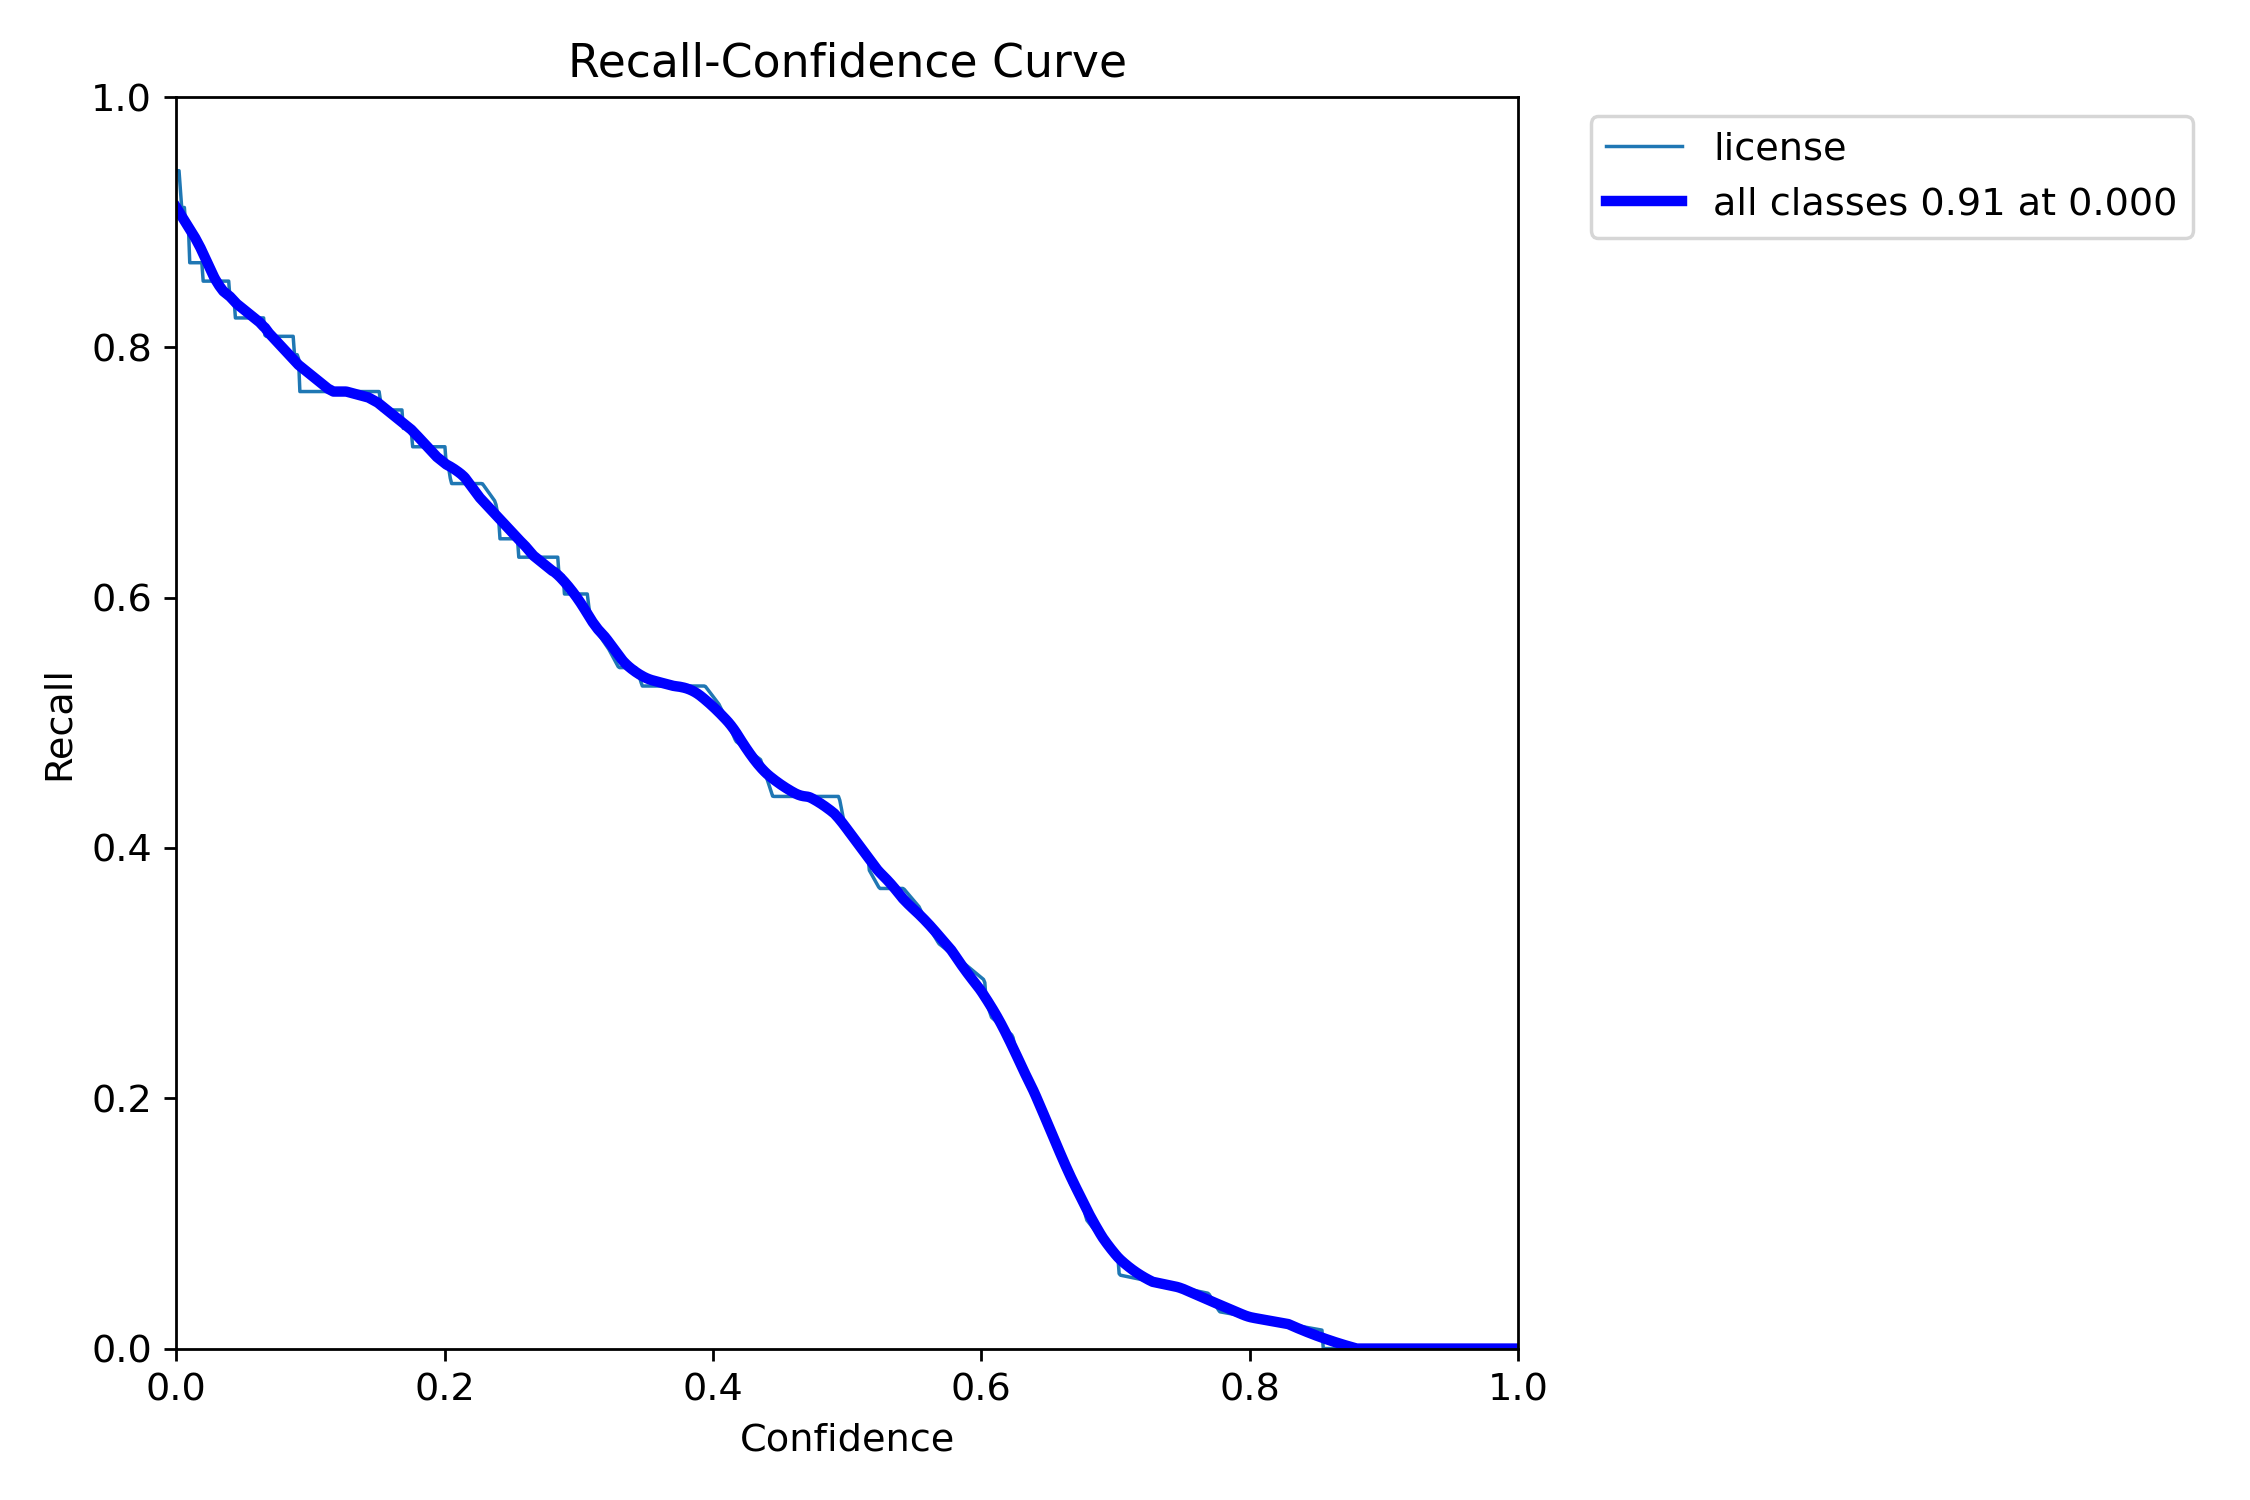 Recall-Confidence Curve
license
all classes 0.91 at 0.000
1.0
0.8
0.6
0.4
0.2
0.0
Recall
0.0 0.2 0.4 0.6 0.8 1.0
Confidence